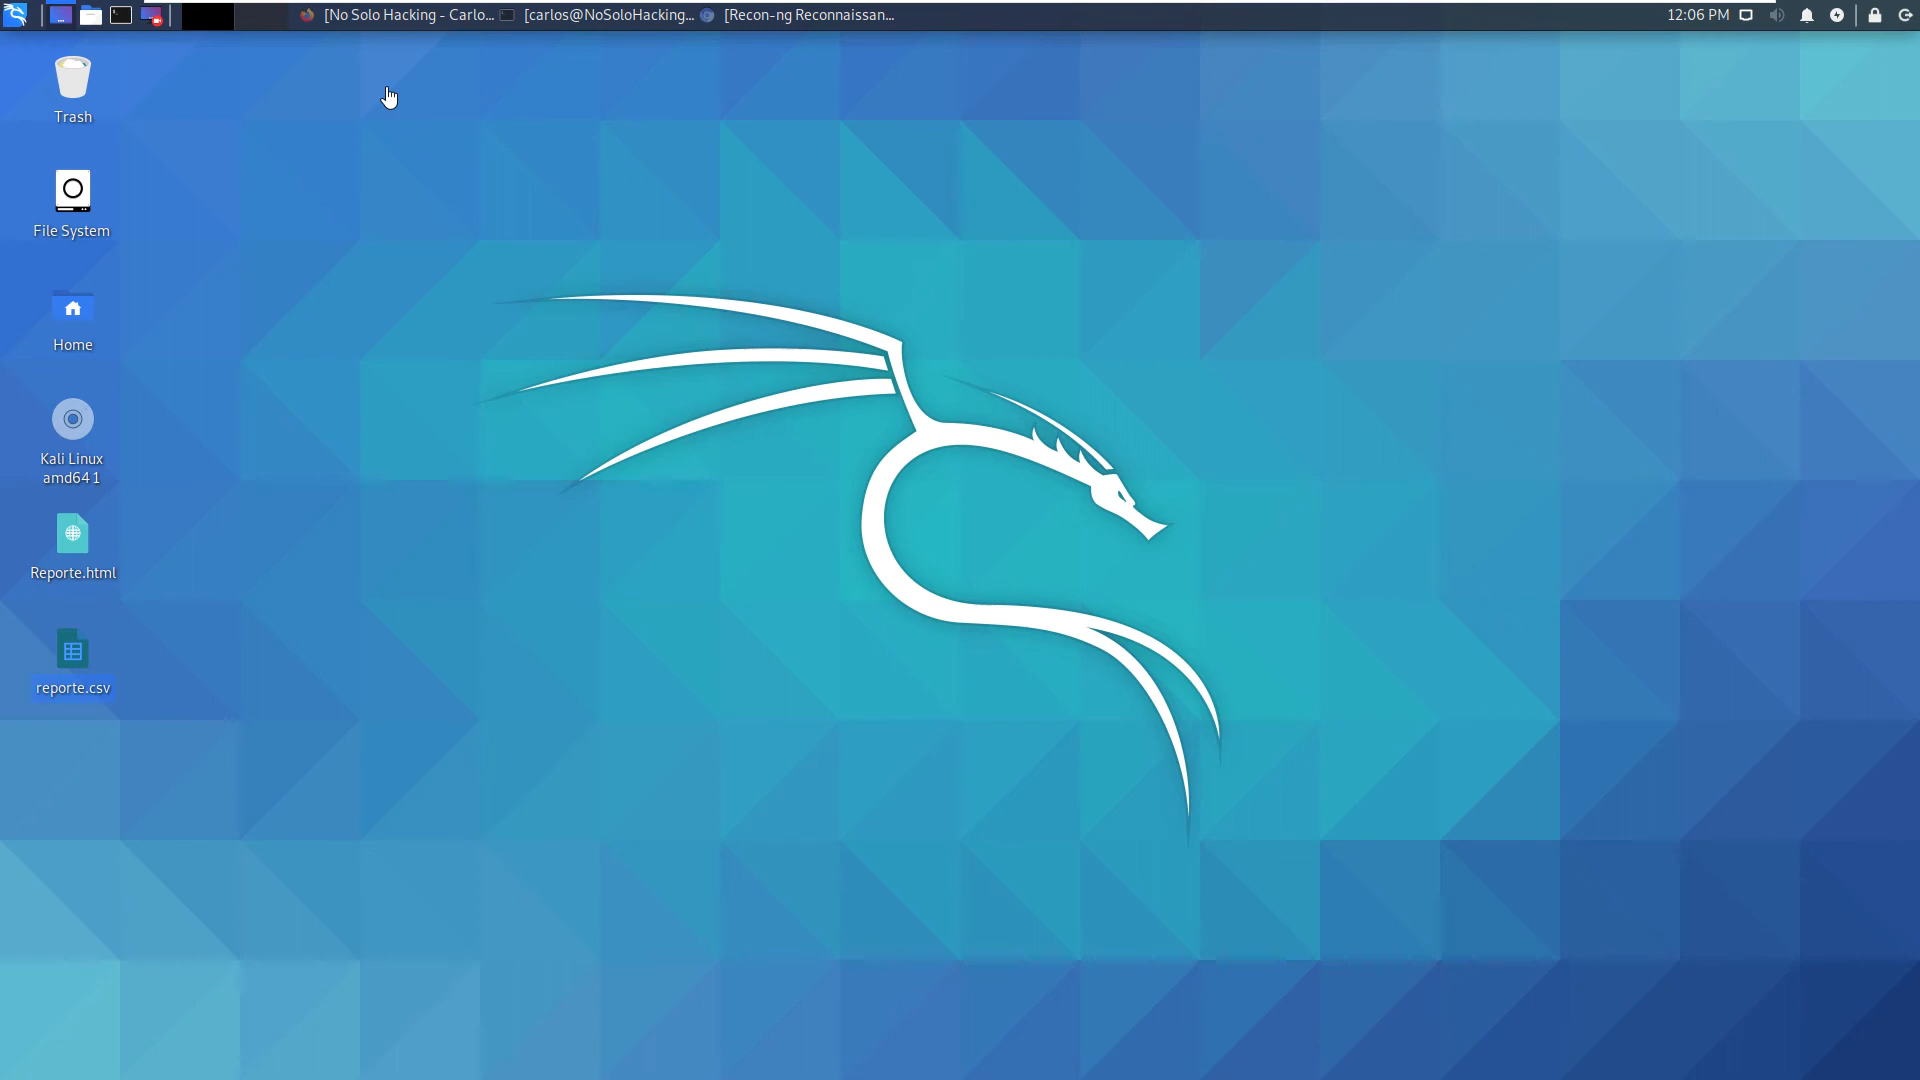 [No Solo Hacking - Carlo... [carlos@NoSoloHacking... [Recon-ng Reconnaissan... 12:06 PM
Trash
File System
Home
Kali Linux
amd64 1
Reporte.html
reporte.csv